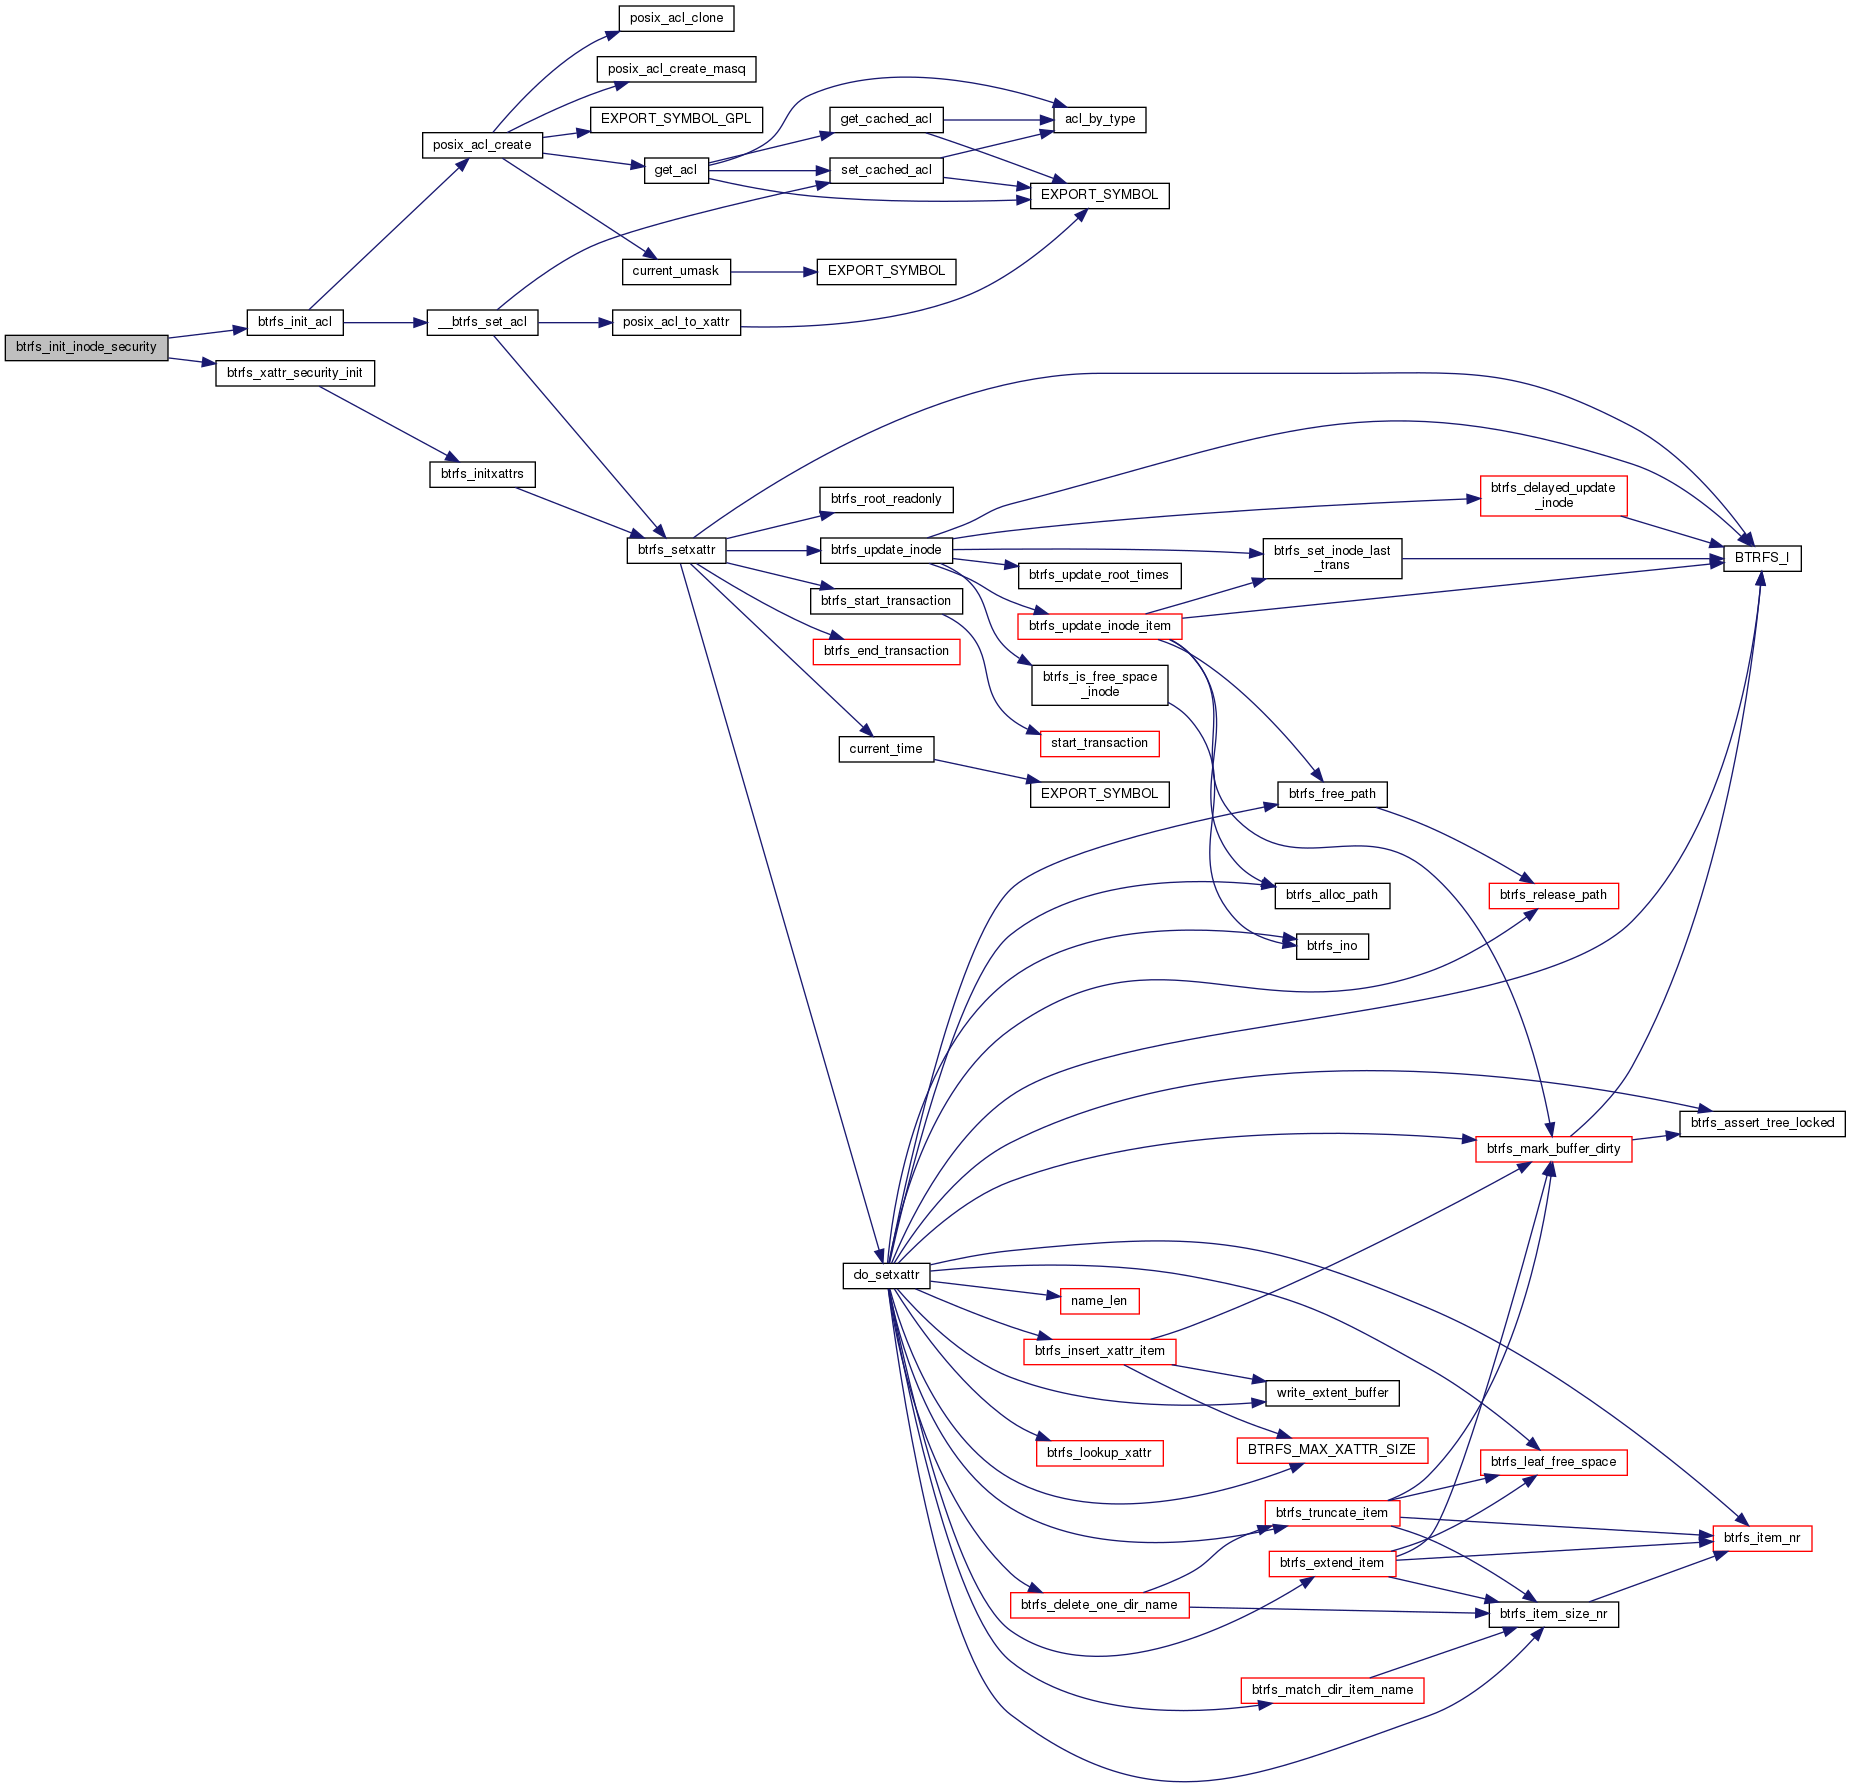 posix_acl_clone
posix_acl_create_masq
EXPORT_SYMBOL_GPL
get_cached_acl
acl_by_type
posix_acl_create
get_acl
set_cached_acl
EXPORT_SYMBOL
current_umask
EXPORT_SYMBOL
btrfs_init_acl
__btrfs_set_acl
posix_acl_to_xattr
btrfs_init_inode_security
btrfs_xattr_security_init
btrfs_initxattrs
btrfs_root_readonly
btrfs_delayed_update
_inode
btrfs_setxattr
btrfs_update_inode
btrfs_set_inode_last
_trans
BTRFS_I
btrfs_update_root_times
btrfs_start_transaction
btrfs_update_inode_item
btrfs_end_transaction
btrfs_is_free_space
_inode
start_transaction
current_time
EXPORT_SYMBOL
btrfs_free_path
btrfs_alloc_path
btrfs_release_path
btrfs_ino
btrfs_assert_tree_locked
btrfs_mark_buffer_dirty
do_setxattr
name_len
btrfs_insert_xattr_item
write_extent_buffer
btrfs_lookup_xattr
BTRFS_MAX_XATTR_SIZE
btrfs_leaf_free_space
btrfs_truncate_item
btrfs_item_nr
btrfs_extend_item
btrfs_delete_one_dir_name
btrfs_item_size_nr
btrfs_match_dir_item_name